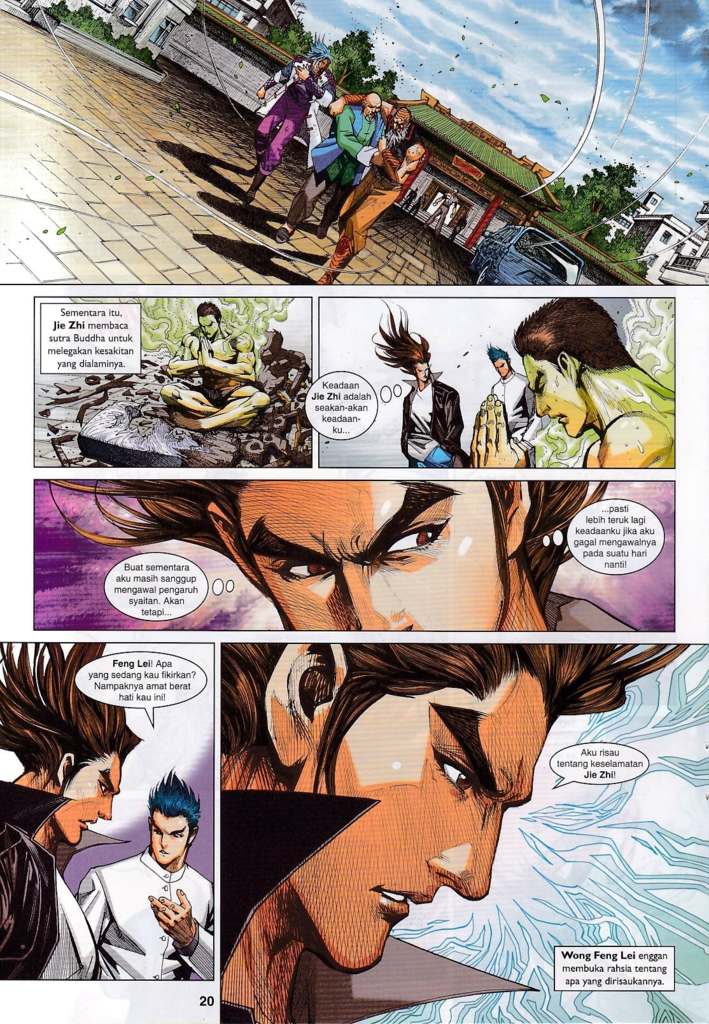 Sementara itu,
Jie Zhi membaca
sutra Buddha untuk
melegakan kesakitan
yang dialaminya.
Keadaan
Jie Zhi adalah
seakan-akan
keadaan-
ku...
Buat sementara
aku masih sanggup
mengawal pengaruh
syaitan. Akan
tetapi...
...pasti
lebih teruk lagi
keadaanku jika aku
gagal mengawalnya
pada suatu hari
nanti!
Feng Lei! Apa
yang sedang kau fikirkan?
Nampaknya amat berat
hati kau ini!
Aku risau
tentang keselamatan
Jie Zhi!
Wong Feng Lei enggan
membuka rahsia tentang
apa yang dirisaukannya.
20